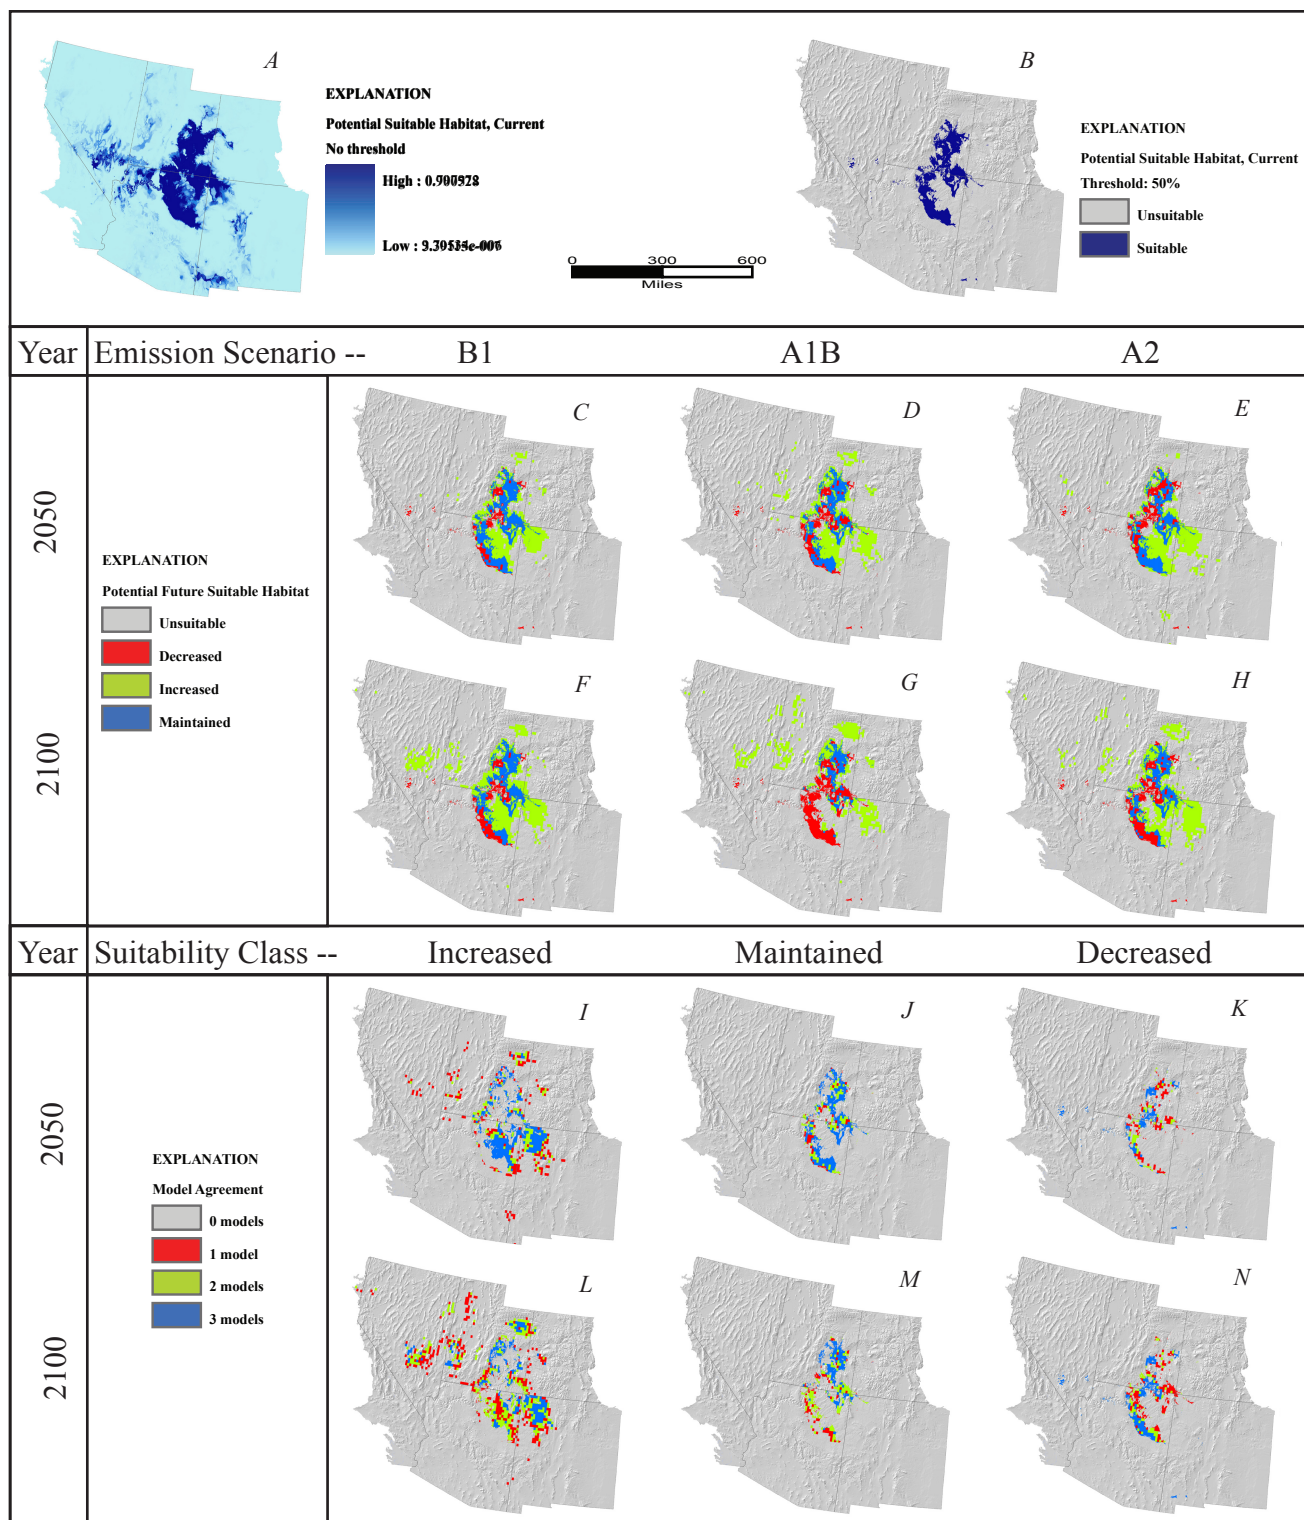 A
B
EXPLANATION
Potential Suitable Habitat, Current
No threshold
High :
Low :
0 300 600
Miles
EXPLANATION
Potential Suitable Habitat, Current
Threshold: 50%
Unsuitable
Suitable
Year Emission Scenario -- B1 A1B A2
2050
C D E
EXPLANATION
Potential Future Suitable Habitat
Unsuitable
Decreased
Increased
Maintained
2100
F G H
Year Suitability Class -- Increased Maintained Decreased
2050
I J K
EXPLANATION
Model Agreement
0 models
1 model
2 models
3 models
2100
L M N